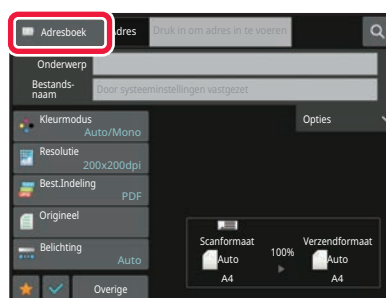 Adresboek
Adres
Druk in om adres in te voeren
Onderwerp
Bestands-
naam
Door systeeminstellingen vastgezet
Kleurmodus
Auto/Mono
Opties
Resolutie
200x200dpi
Best.Indeling
PDF
Origineel
Belichting
Auto
Scanformaat
Auto
A4
100%
Verzendformaat
Auto
A4
Overige